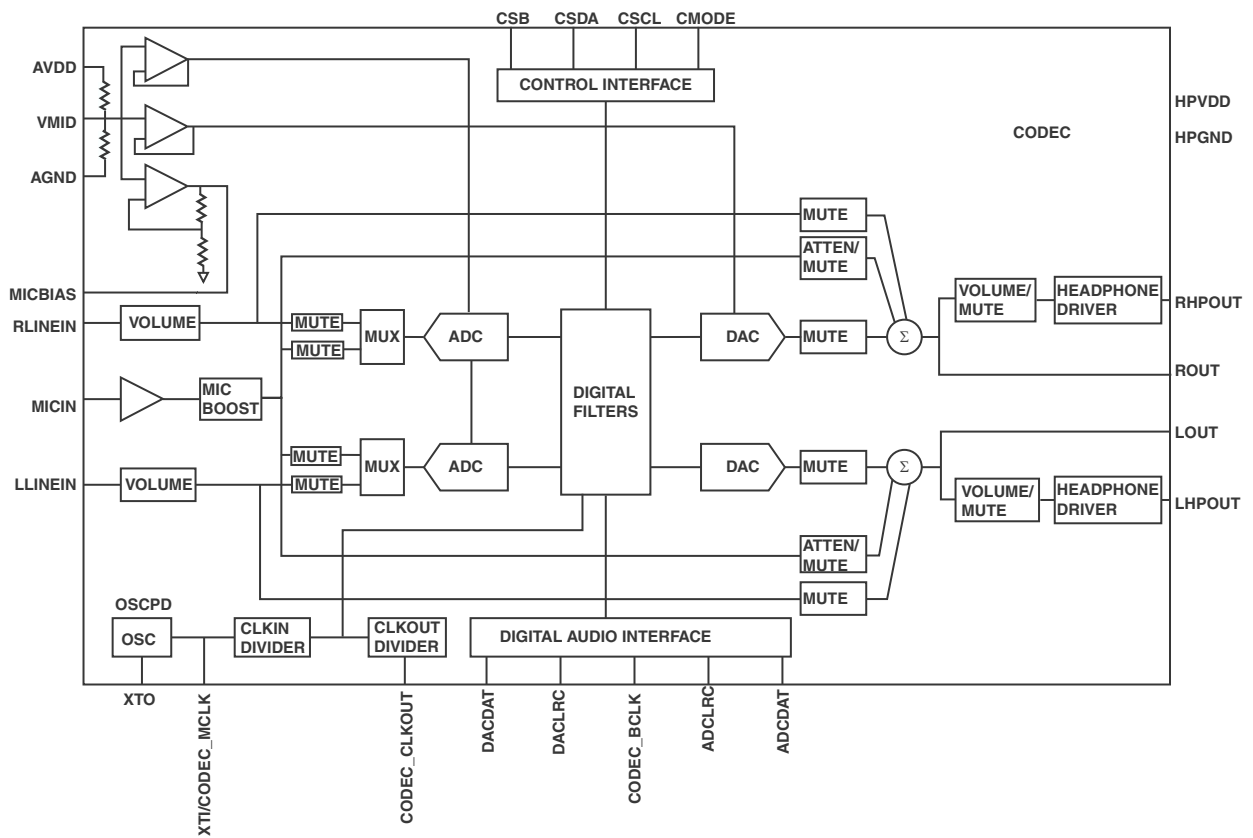 CSB CSDA CSCL CMODE
CONTROL INTERFACE
CODEC
AVDD
VMID
AGND
MICBIAS
RLINEIN
MICIN
LLINEIN
HPVDD
HPGND
RHPOUT
ROUT
LOUT
LHPOUT
MUTE
ATTEN/
MUTE
VOLUME
MUTE
MUTE
MUX
ADC
DAC
MUTE
Σ
VOLUME/
MUTE
HEADPHONE
DRIVER
MIC
BOOST
DIGITAL
FILTERS
VOLUME
MUTE
MUTE
MUX
ADC
DAC
MUTE
Σ
VOLUME/
MUTE
HEADPHONE
DRIVER
ATTEN/
MUTE
MUTE
OSCPD
OSC
CLKIN
DIVIDER
CLKOUT
DIVIDER
DIGITAL AUDIO INTERFACE
XTO
XTI/CODEC_MCLK
CODEC_CLKOUT
DACDAT
DACLRC
CODEC_BCLK
ADCLRC
ADCDAT